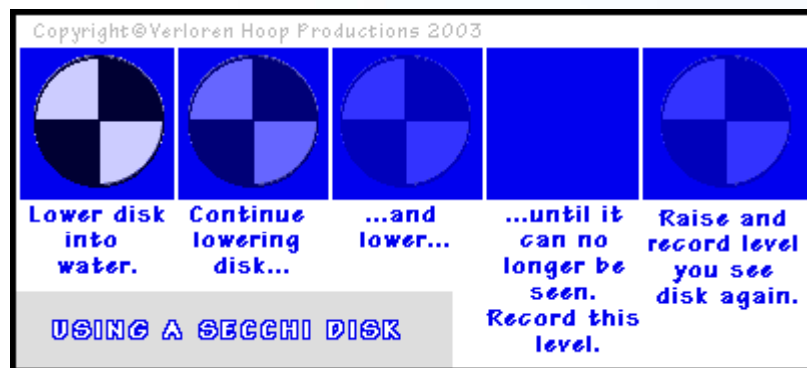 Copyright©Verloren Hoop Productions 2003
Lower disk
into
water.
Continue
lowering
disk...
...and
lower...
...until it
can no
longer be
seen.
Record this
level.
Raise and
record level
you see
disk again.
USING A SECCHI DISK